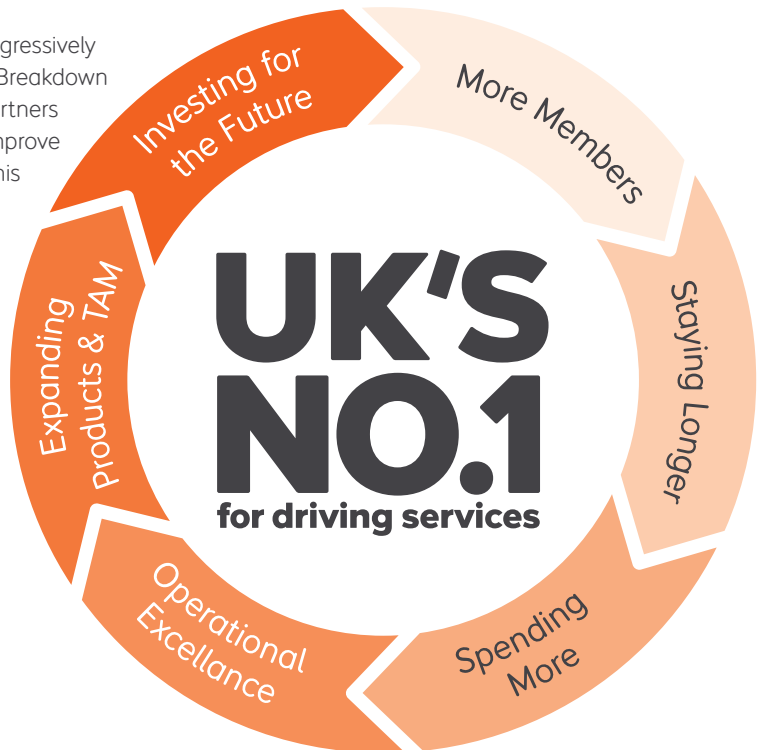 gressively
Breakdown
rtners
mprove
his
Investing for
the Future
More Members
Staying Longer
Spending
More
Operational
Excellance
Expanding
Products & TAM
UK'S
NO.1
for driving services